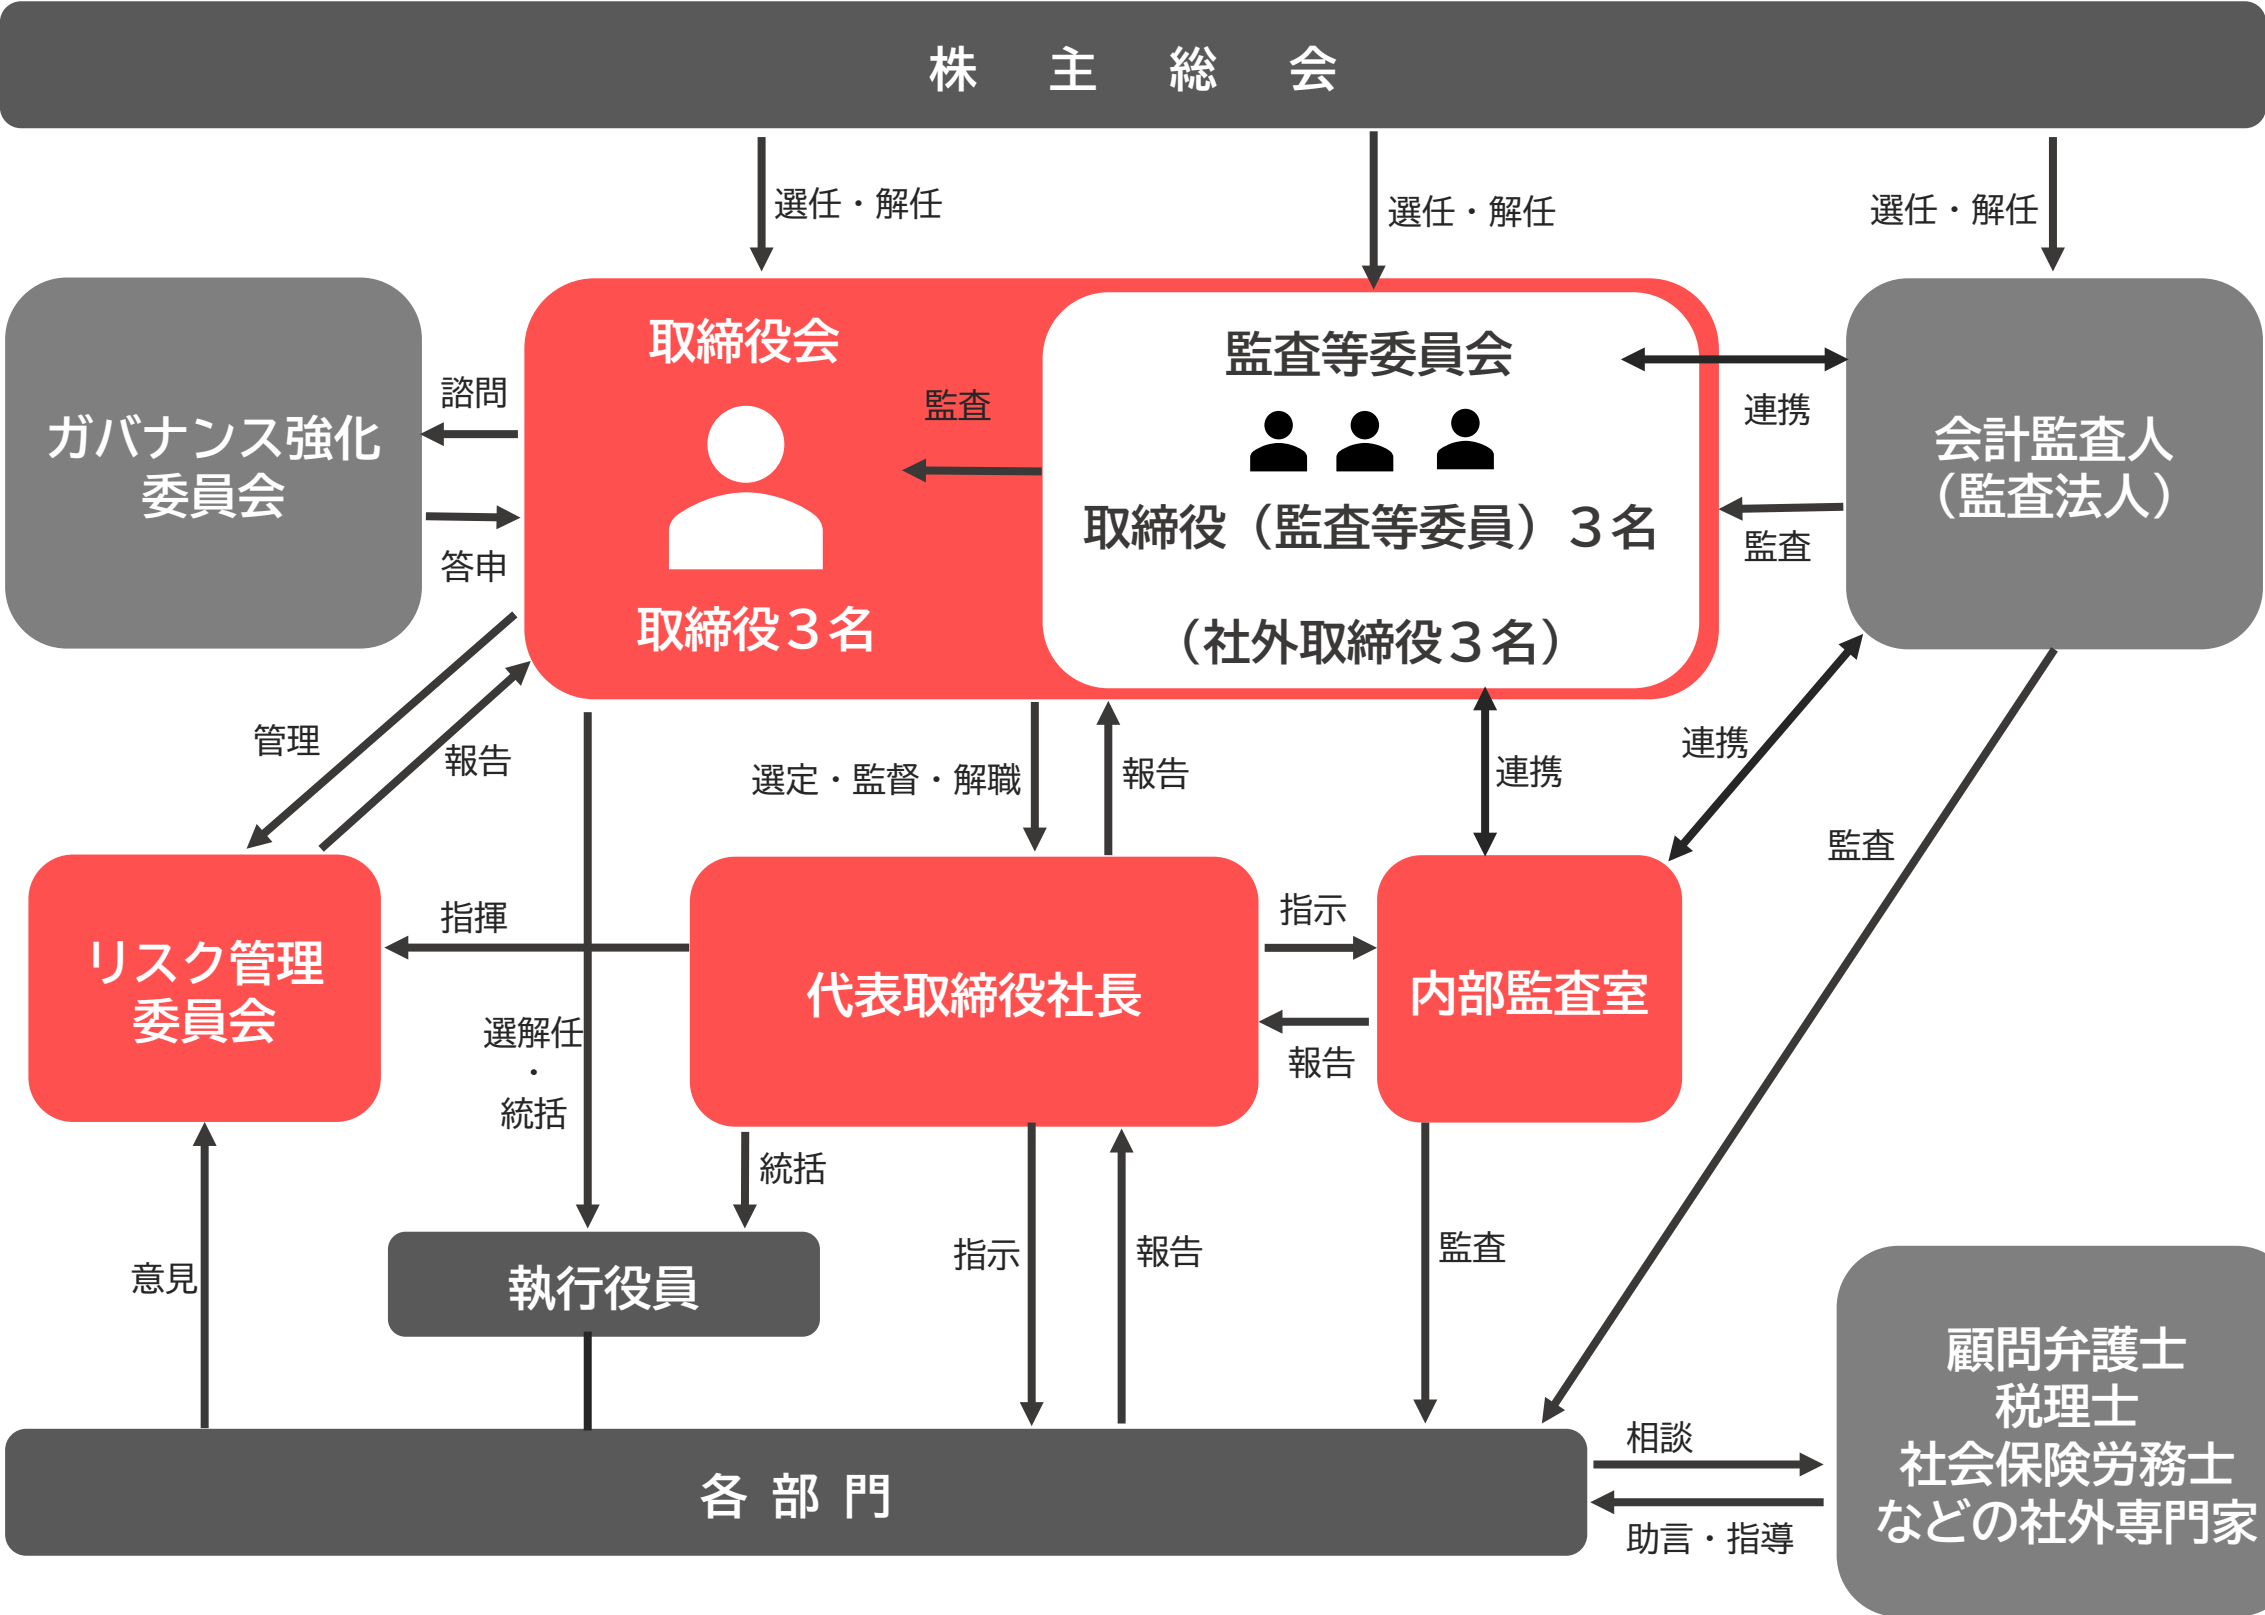 株主総会
選任・解任
選任・解任
選任・解任
取締役会
監査等委員会
諮問
監査
連携
ガバナンス強化
委員会
会計監査人
（監査法人）
取締役（監査等委員）３名
監査
答申
取締役３名
（社外取締役３名）
管理
報告
選定・監督・解職
報告
連携
連携
監査
指揮
指示
リスク管理
委員会
代表取締役社長
内部監査室
選解任
・
統括
報告
統括
意見
執行役員
指示
報告
監査
顧問弁護士
税理士
社会保険労務士
などの社外専門家
相談
各部門
助言・指導